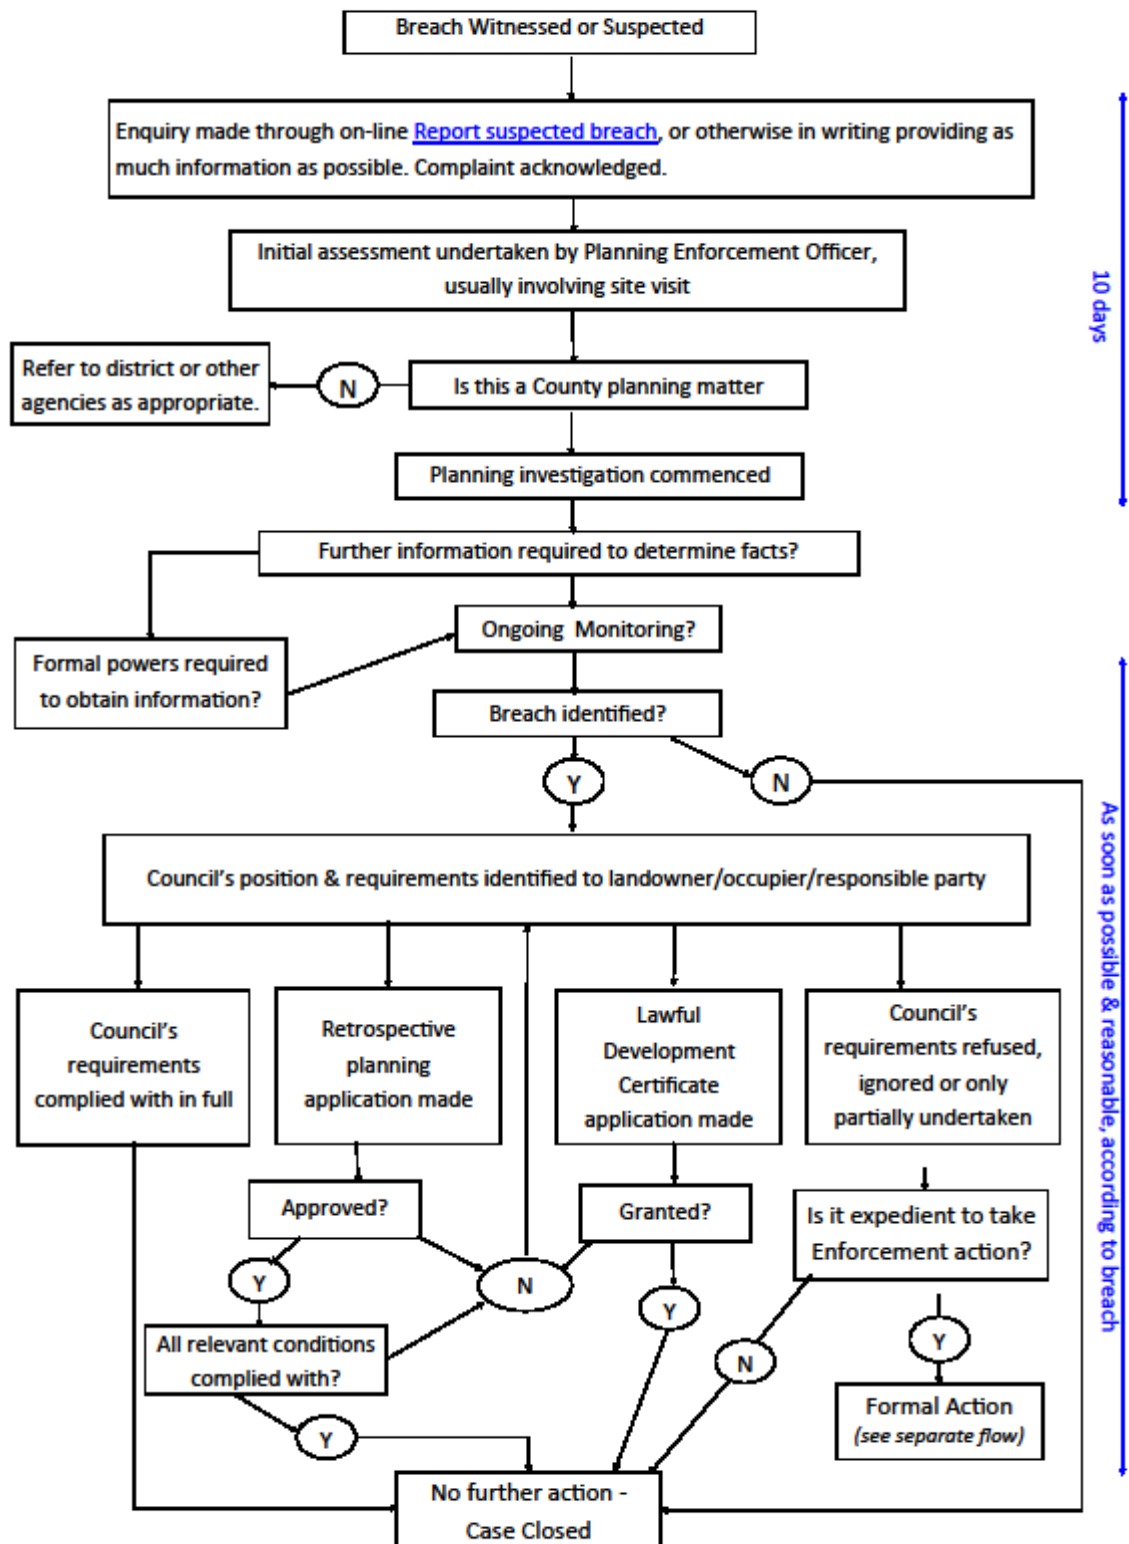 Breach Witnessed or Suspected
Enquiry made through on-line Report suspected breach, or otherwise in writing providing as
much information as possible. Complaint acknowledged.
Initial assessment undertaken by Planning Enforcement Officer,
usually involving site visit
10 days
Refer to district or other
agencies as appropriate.
N
Is this a County planning matter
Planning investigation commenced
Further information required to determine facts?
Ongoing Monitoring?
Formal powers required
to obtain information?
Breach identified?
Y
N
As soon as possible & reasonable, according to breach
Council's position & requirements identified to landowner/occupier/responsible party
Council's
requirements
complied with in full
Retrospective
planning
application made
Lawful
Development
Certificate
application made
Council's
requirements refused,
ignored or only
partially undertaken
Approved?
Granted?
Is it expedient to take
Enforcement action?
Y
N
Y
All relevant conditions
complied with?
N
Y
Y
Formal Action
(see separate flow)
No further action -
Case Closed